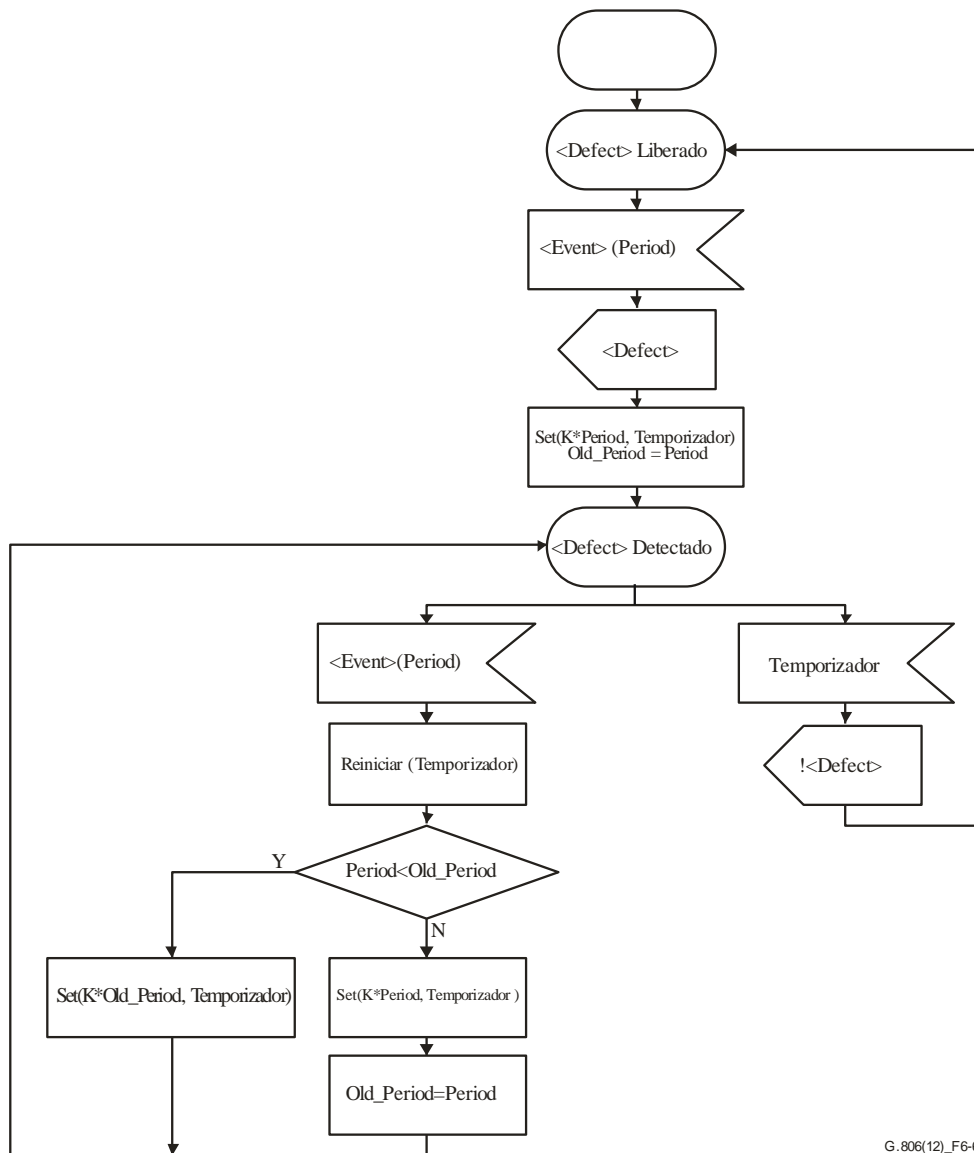 <Defect> Liberado
<Event> (Period)
<Defect>
Set(K*Period, Temporizador)
Old_Period = Period
<Defect> Detectado
<Event>(Period)
Temporizador
Reiniciar (Temporizador)
!<Defect>
Period<Old_Period
Y
N
Set(K*Old_Period, Temporizador)
Set(K*Period, Temporizador )
Old_Period=Period